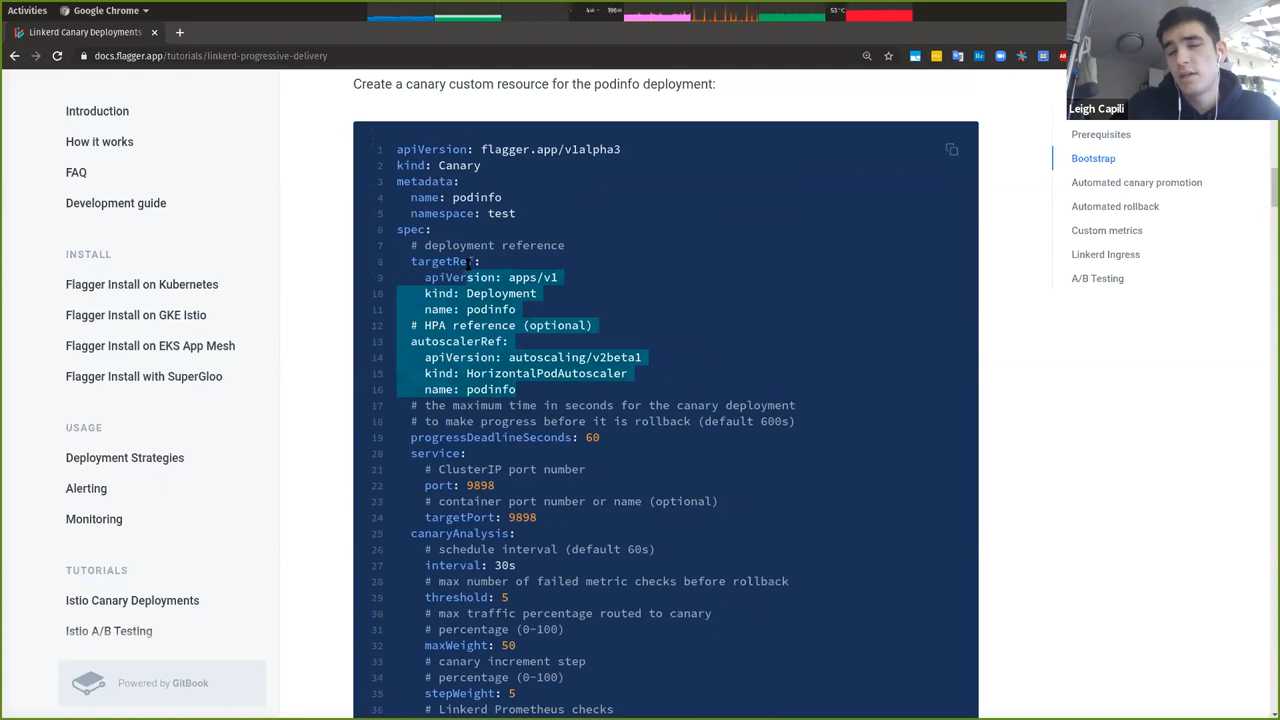 Activities
Google Chrome
53 °C
Linkerd Canary Deployments
docs.flagger.app/tutorials/linkerd-progressive-delivery
Leigh Capili
Introduction
How it works
FAQ
Development guide
INSTALL
Flagger Install on Kubernetes
Flagger Install on GKE Istio
Flagger Install on EKS App Mesh
Flagger Install with SuperGloo
USAGE
Deployment Strategies
Alerting
Monitoring
TUTORIALS
Istio Canary Deployments
Istio A/B Testing
Powered by GitBook
Create a canary custom resource for the podinfo deployment:
1 apiVersion: flagger.app/v1alpha3
2 kind: Canary
3 metadata:
4 name: podinfo
5 namespace: test
6 spec:
7 # deployment reference
8 targetRef:
9 apiVersion: apps/v1
10 kind: Deployment
11 name: podinfo
12 # HPA reference (optional)
13 autoscalerRef:
14 apiVersion: autoscaling/v2beta1
15 kind: HorizontalPodAutoscaler
16 name: podinfo
17 # the maximum time in seconds for the canary deployment
18 # to make progress before it is rollback (default 600s)
19 progressDeadlineSeconds: 60
20 service:
21 # ClusterIP port number
22 port: 9898
23 # container port number or name (optional)
24 targetPort: 9898
25 canaryAnalysis:
26 # schedule interval (default 60s)
27 interval: 30s
28 # max number of failed metric checks before rollback
29 threshold: 5
30 # max traffic percentage routed to canary
31 # percentage (0-100)
32 maxWeight: 50
33 # canary increment step
34 # percentage (0-100)
35 stepWeight: 5
36 # Linkerd Prometheus checks
Prerequisites
Bootstrap
Automated canary promotion
Automated rollback
Custom metrics
Linkerd Ingress
A/B Testing